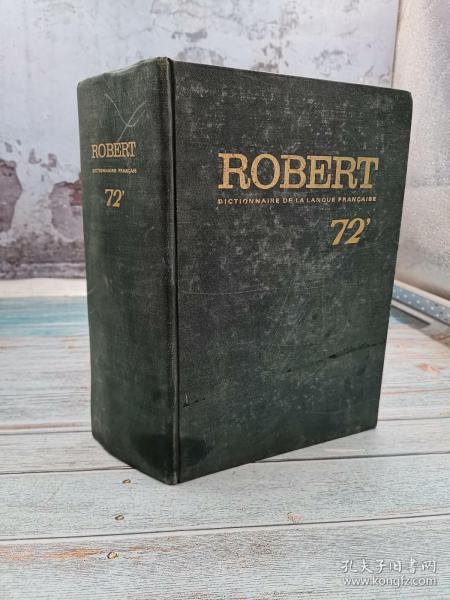 ROBERT
DICTIONNAIRE FRANÇAIS
72'
ROBERT
DICTIONNAIRE DE LA LANGUE FRANÇAISE
72'
孔夫子旧书网
www.kongfz.com